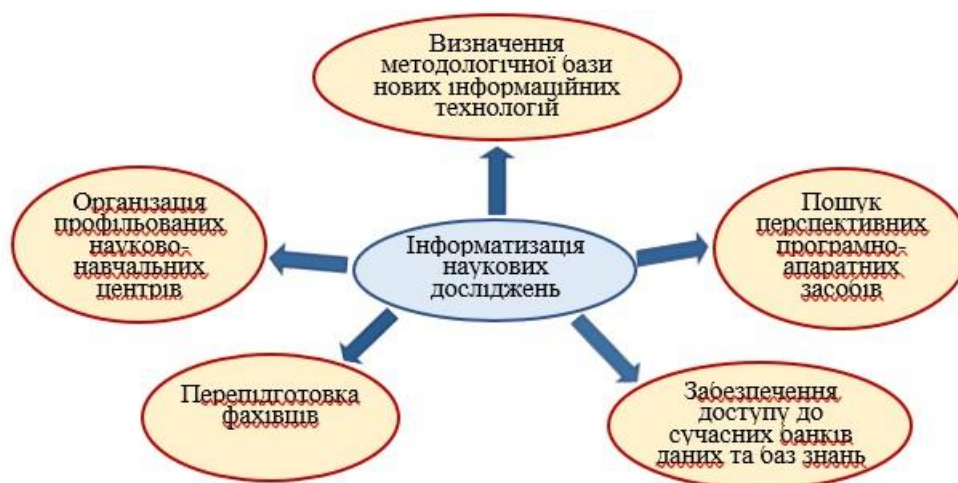 Визначення
методологічної бази
нових інформаційних
технологій
Організація
профільованих
науково-
навчальних
центрів
Інформатизація
наукових
досліджень
Пошук
перспективних
програмно-
апаратних
засобів
Перепідготовка
фахівців
Забезпечення
доступу до
сучасних банків
даних та баз знань